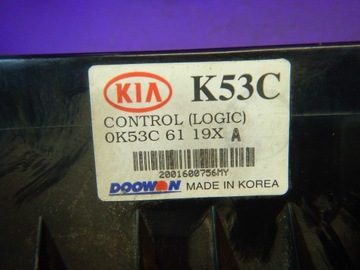 KIA K53C
CONTROL (LOGIC)
0K53C 61 19X A
2001600756MY
DOOWON MADE IN KOREA